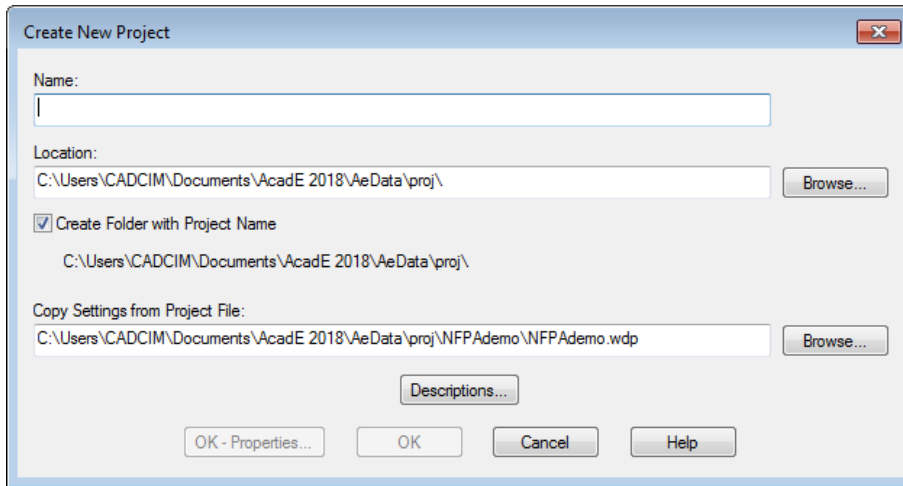 Create New Project
Name:
Location:
C:\Users\CADCIM\Documents\AcadE 2018\AeData\proj\
Browse...
Create Folder with Project Name
C:\Users\CADCIM\Documents\AcadE 2018\AeData\proj\
Copy Settings from Project File:
C:\Users\CADCIM\Documents\AcadE 2018\AeData\proj\NFPAdemo\NFPAdemo.wdp
Browse...
Descriptions...
OK - Properties... OK Cancel Help